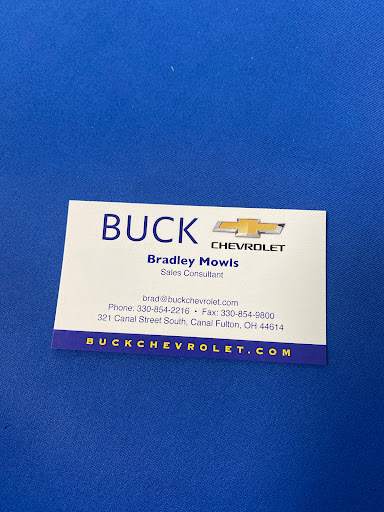 BUCK CHEVROLET
Bradley Mowls
Sales Consultant
brad@buckchevrolet.com
Phone: 330-854-2216 • Fax: 330-854-9800
321 Canal Street South, Canal Fulton, OH 44614
BUCKCHEVROLET.COM